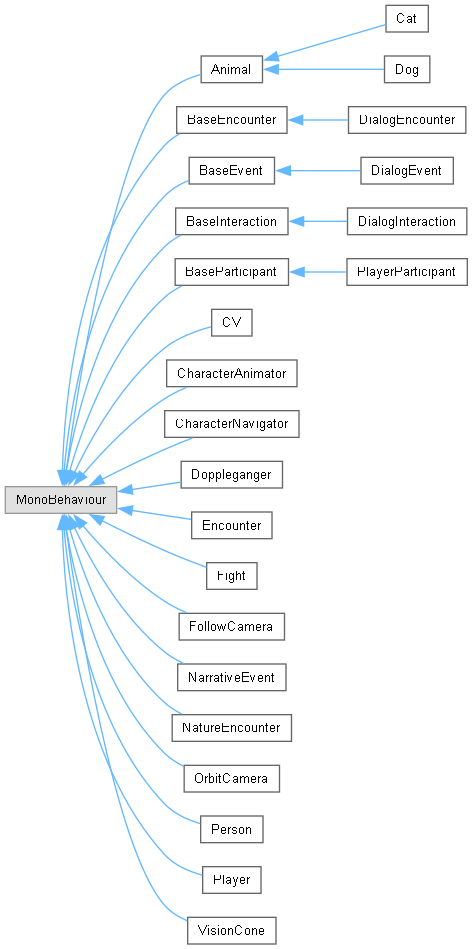 Cat
Animal
Dog
BaseEncounter
DialogEncounter
BaseEvent
DialogEvent
BaseInteraction
DialogInteraction
BaseParticipant
PlayerParticipant
CV
CharacterAnimator
CharacterNavigator
Doppleganger
MonoBehaviour
Encounter
Fight
FollowCamera
NarrativeEvent
NatureEncounter
OrbitCamera
Person
Player
VisionCone